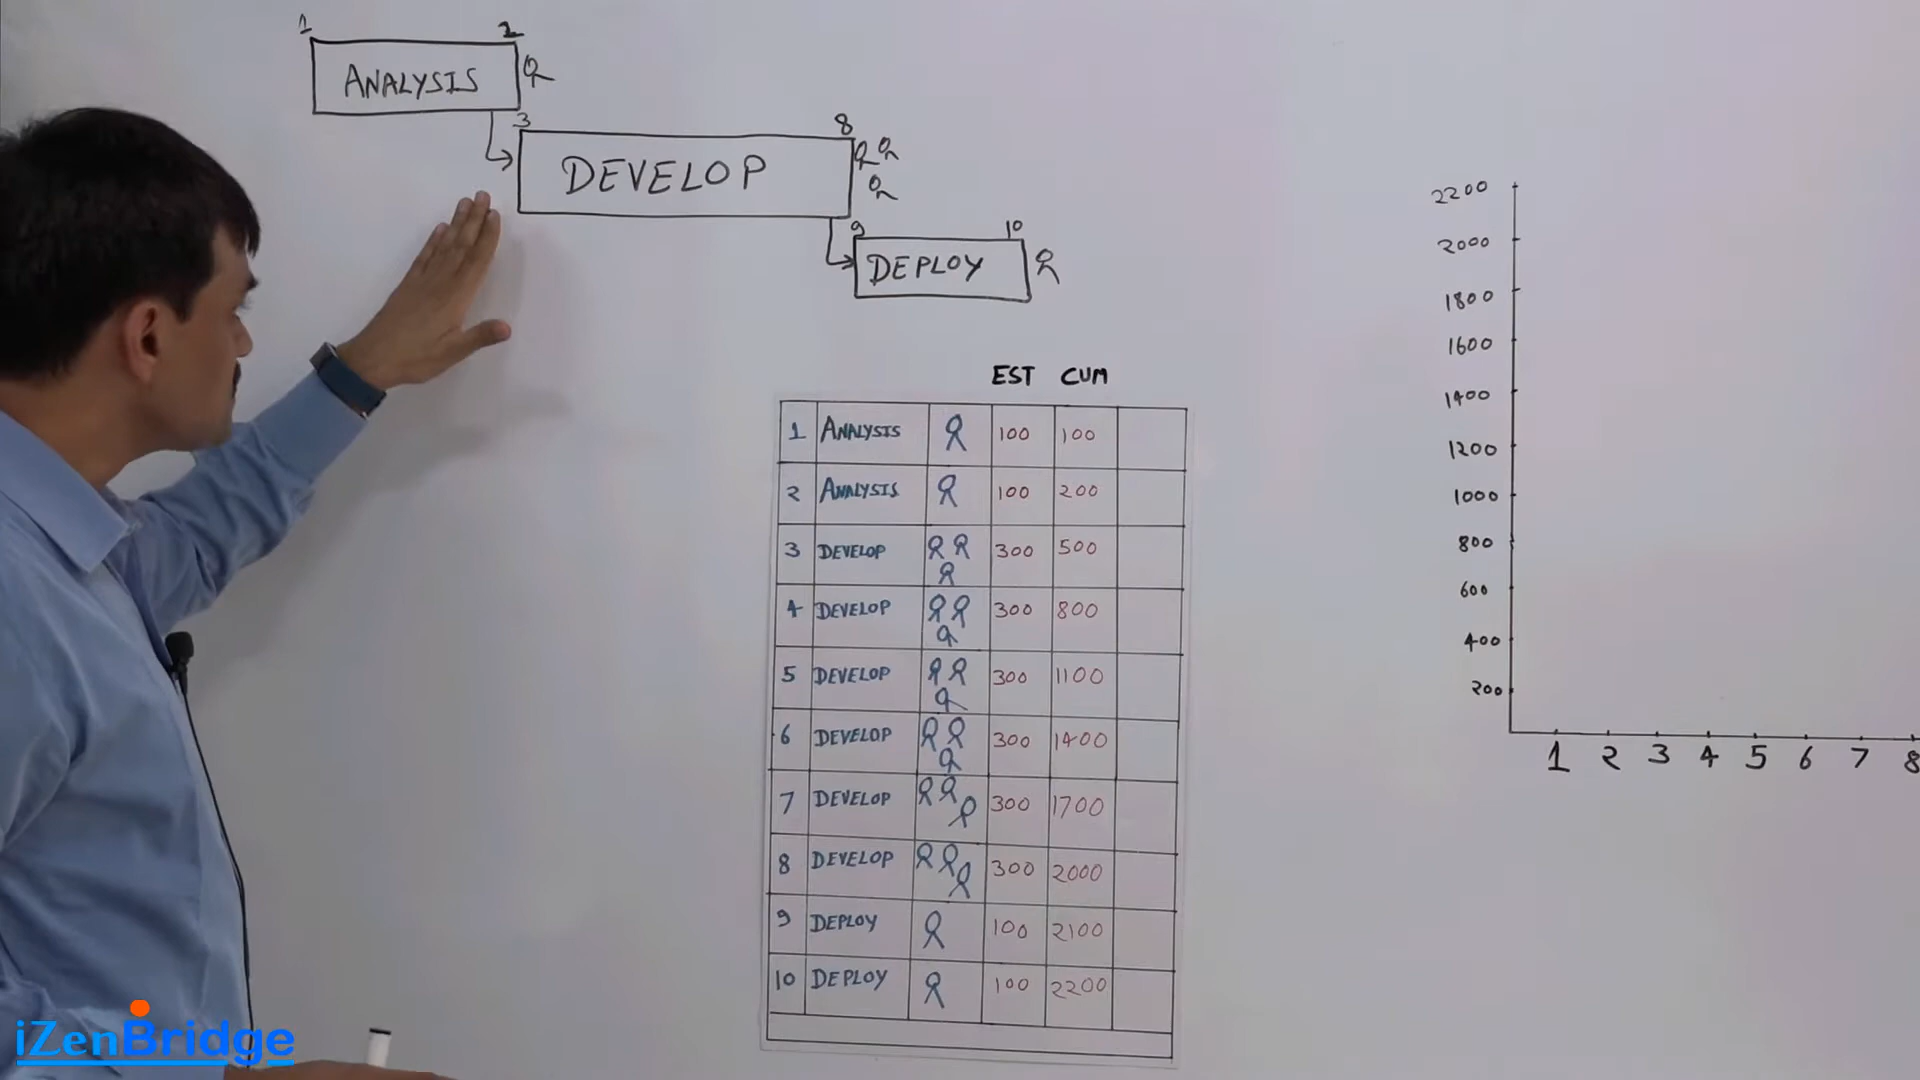 1 2
ANALYSIS
3 8
DEVELOP
9 10
DEPLOY
EST CUM
1 ANALYSIS 100 100
2 ANALYSIS 100 200
3 DEVELOP 300 500
4 DEVELOP 300 800
5 DEVELOP 300 1100
6 DEVELOP 300 1400
7 DEVELOP 300 1700
8 DEVELOP 300 2000
9 DEPLOY 100 2100
10 DEPLOY 100 2200
2200
2000
1800
1600
1400
1200
1000
800
600
400
200
1 2 3 4 5 6 7 8
iZenBridge